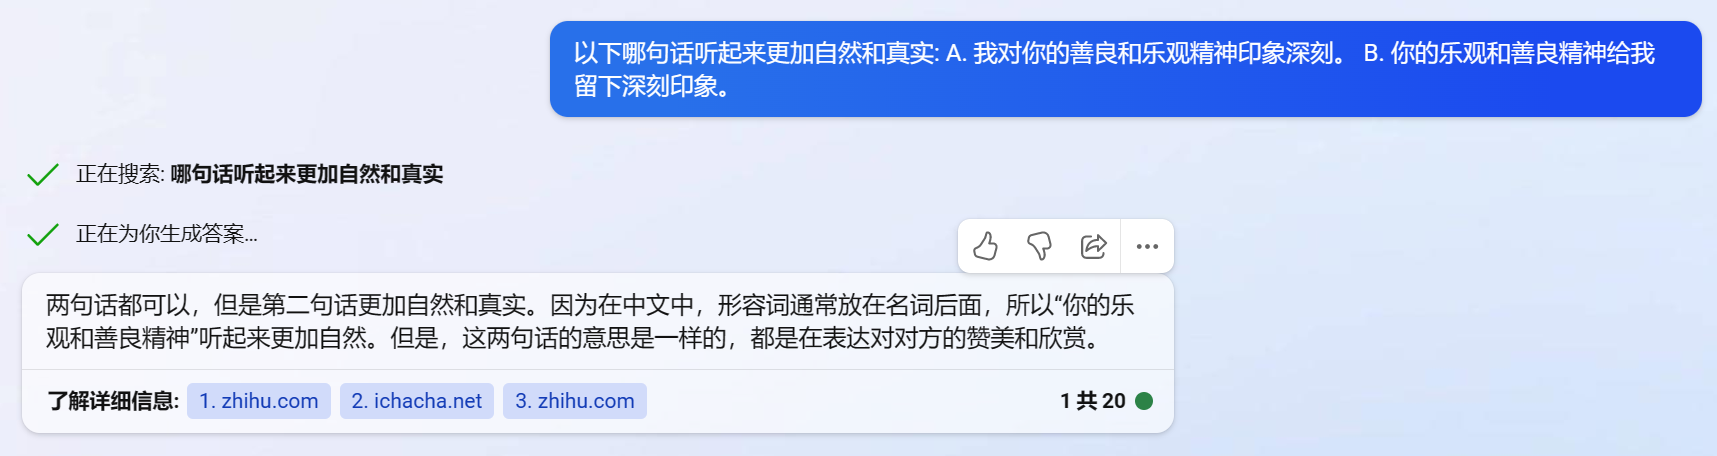 以下哪句话听起来更加自然和真实: A. 我对你的善良和乐观精神印象深刻。 B. 你的乐观和善良精神给我
留下深刻印象。
正在搜索: 哪句话听起来更加自然和真实
正在为你生成答案...
两句话都可以，但是第二句话更加自然和真实。因为在中文中，形容词通常放在名词后面，所以“你的乐
观和善良精神”听起来更加自然。但是，这两句话的意思是一样的，都是在表达对对方的赞美和欣赏。
了解详细信息: 1. zhihu.com 2. ichacha.net 3. zhihu.com 1 共 20